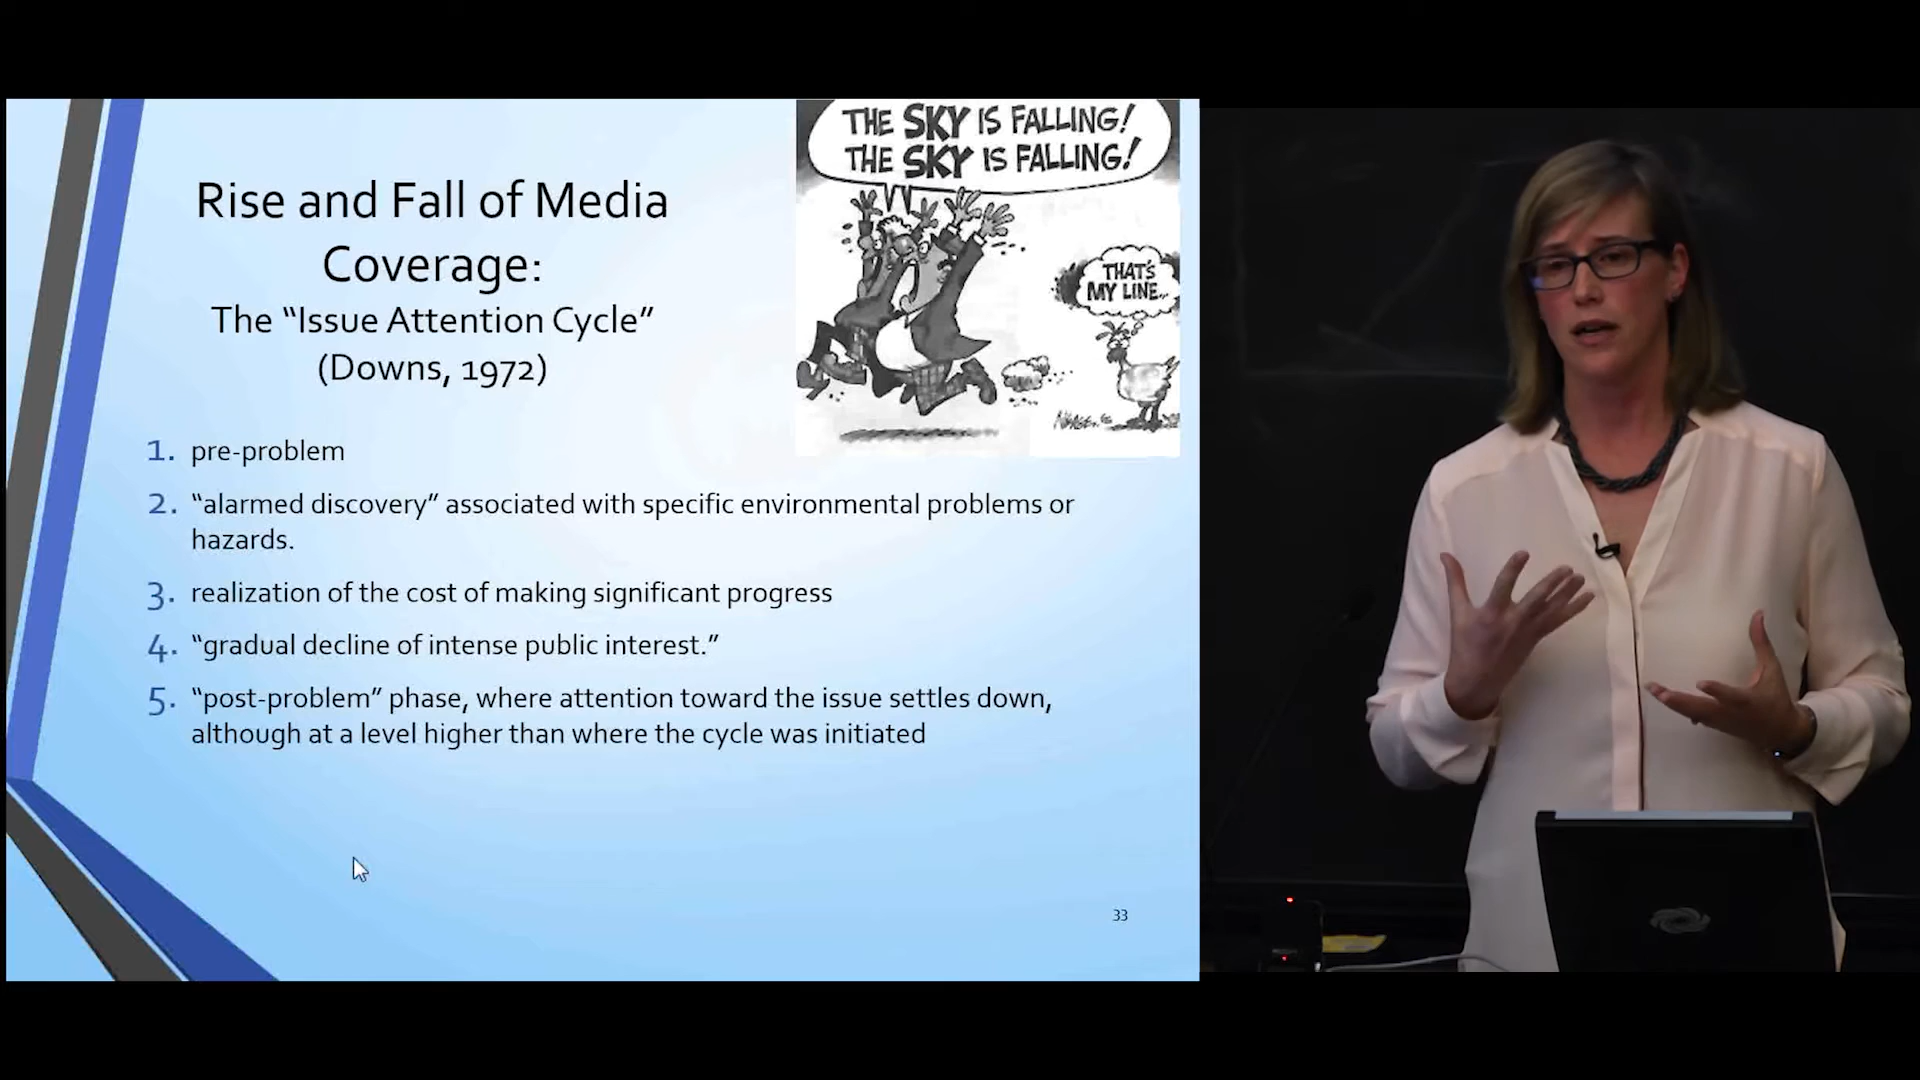 THE SKY IS FALLING!
THE SKY IS FALLING!
THAT'S
MY LINE...
Rise and Fall of Media
Coverage:
The “Issue Attention Cycle”
(Downs, 1972)
1. pre-problem
2. “alarmed discovery” associated with specific environmental problems or
hazards.
3. realization of the cost of making significant progress
4. “gradual decline of intense public interest.”
5. “post-problem” phase, where attention toward the issue settles down,
although at a level higher than where the cycle was initiated
33